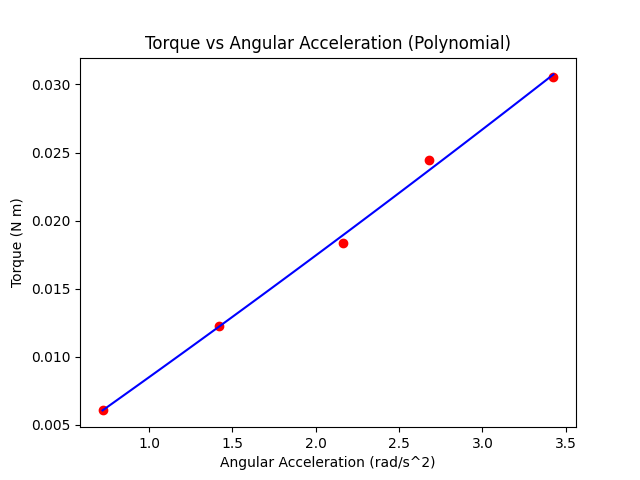 Torque vs Angular Acceleration (Polynomial)
0.030
0.025
0.020
0.015
0.010
0.005
Torque (N m)
1.0 1.5 2.0 2.5 3.0 3.5
Angular Acceleration (rad/s^2)